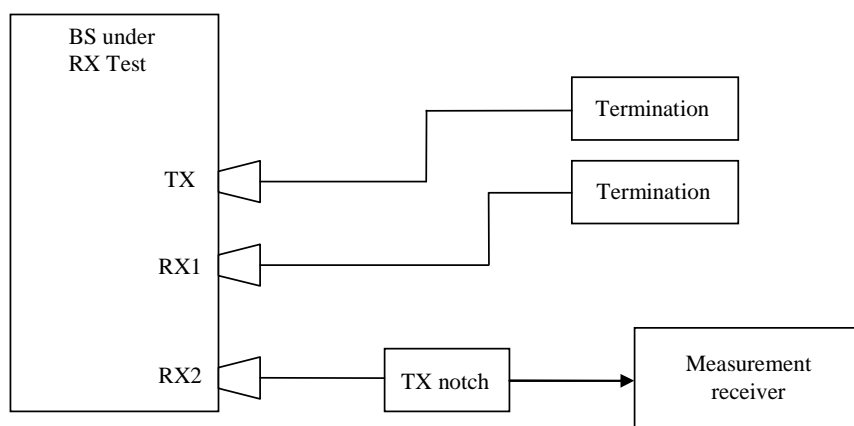 BS under
RX Test
Termination
TX
Termination
RX1
RX2
TX notch
Measurement
receiver